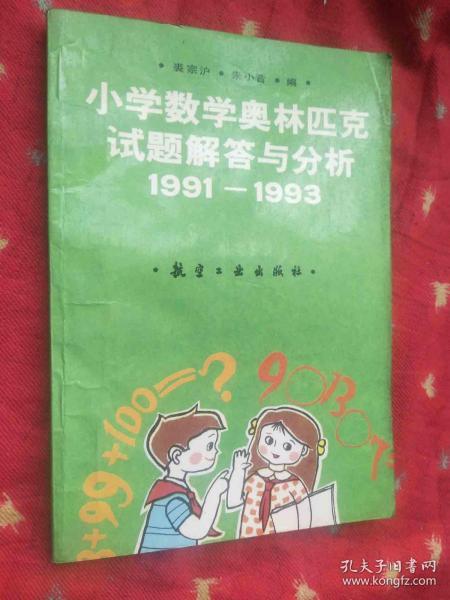 •裘宗沪•朱小音•编•
小学数学奥林匹克
试题解答与分析
1991－1993
•航空工业出版社•
8+99+100=?
孔夫子旧书网
www.kongfz.com